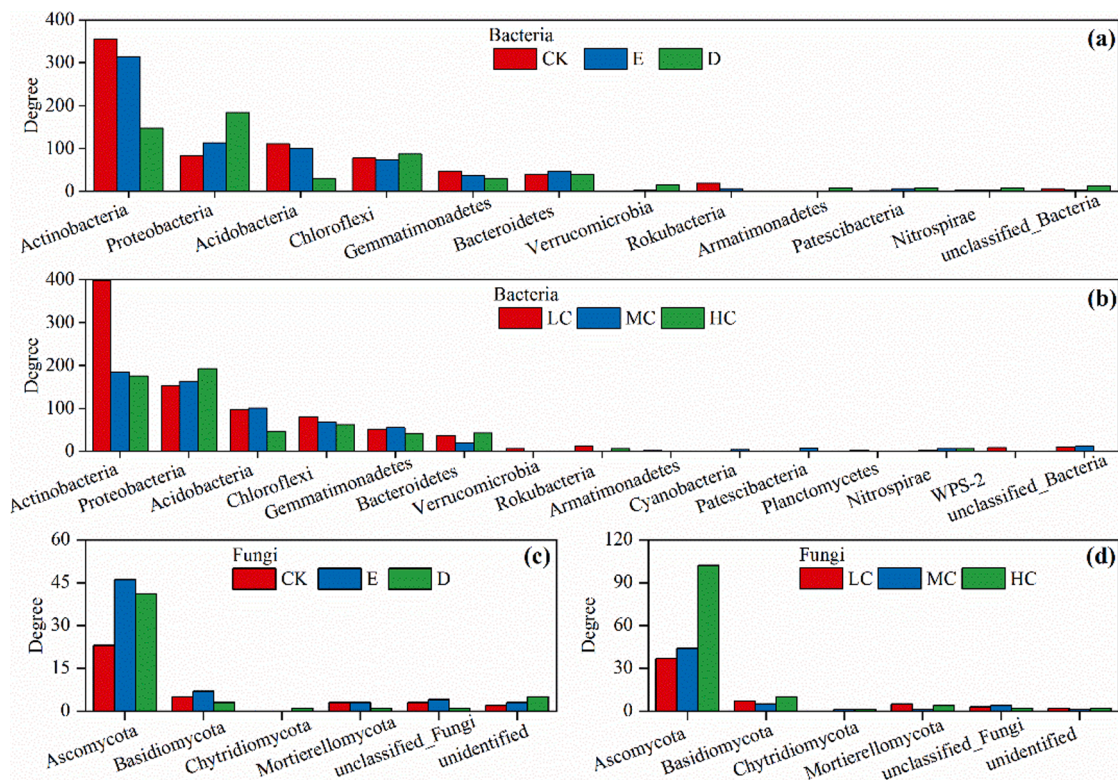 400
300
200
100
0
Degree
Bacteria
CK E D
(a)
Actinobacteria
Proteobacteria
Acidobacteria
Chloroflexi
Gemmatimonadetes
Bacteroidetes
Verrucomicrobia
Rokubacteria
Armatimonadetes
Patescibacteria
Nitrospirae
unclassified_Bacteria
400
300
200
100
0
Degree
Bacteria
LC MC HC
(b)
Actinobacteria
Proteobacteria
Acidobacteria
Chloroflexi
Gemmatimonadetes
Bacteroidetes
Verrucomicrobia
Rokubacteria
Armatimonadetes
Cyanobacteria
Patescibacteria
Planctomycetes
Nitrospirae
WPS-2
unclassified_Bacteria
60
45
30
15
0
Degree
Fungi
CK E D
(c)
Ascomycota
Basidiomycota
Chytridiomycota
Mortierellomycota
unclassified_Fungi
unidentified
120
90
60
30
0
Degree
Fungi
LC MC HC
(d)
Ascomycota
Basidiomycota
Chytridiomycota
Mortierellomycota
unclassified_Fungi
unidentified